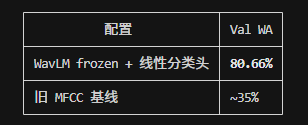 配置 Val WA
WavLM frozen + 线性分类头 80.66%
旧 MFCC 基线 ~35%